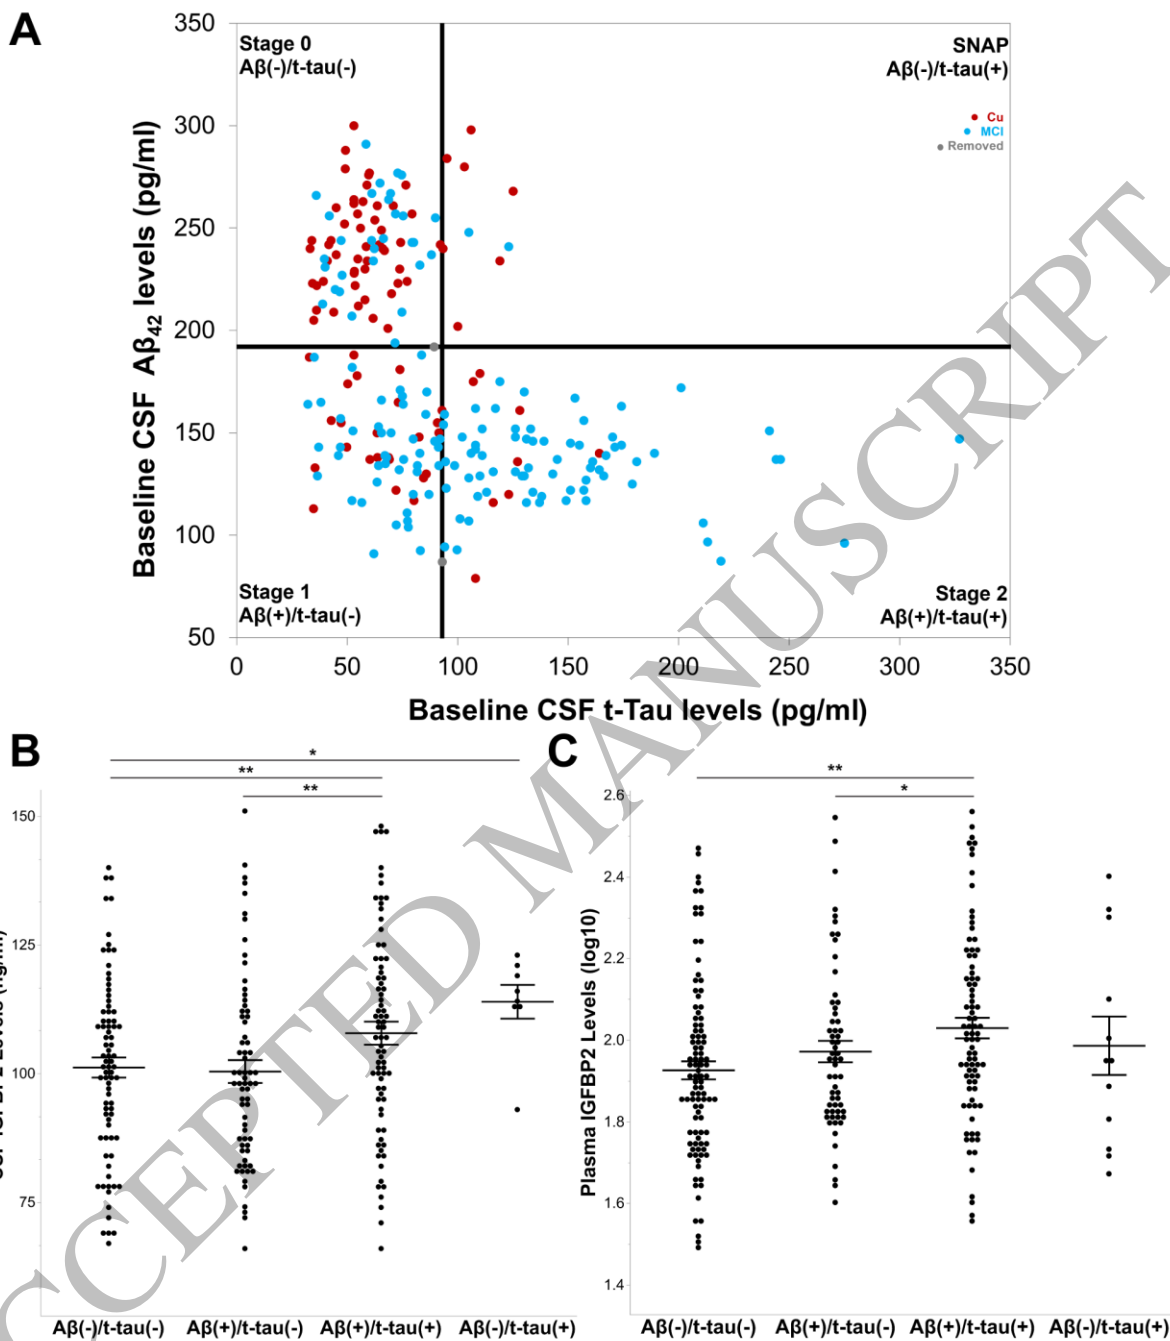 A
350
300
250
200
150
100
50
Baseline CSF Aβ42 levels (pg/ml)
Stage 0
Aβ(-)/t-tau(-)
SNAP
Aβ(-)/t-tau(+)
Cu
MCI
Removed
Stage 1
Aβ(+)/t-tau(-)
Stage 2
Aβ(+)/t-tau(+)
0 50 100 150 200 250 300 350
Baseline CSF t-Tau levels (pg/ml)
B
*
**
**
150
125
100
75
Levels
Aβ(-)/t-tau(-) Aβ(+)/t-tau(-) Aβ(+)/t-tau(+) Aβ(-)/t-tau(+)
C
**
*
2.6
2.4
2.2
2.0
1.8
1.6
1.4
Plasma IGFBP2 Levels (log10)
Aβ(-)/t-tau(-) Aβ(+)/t-tau(-) Aβ(+)/t-tau(+) Aβ(-)/t-tau(+)
CCEPTED MANUSCRIPT